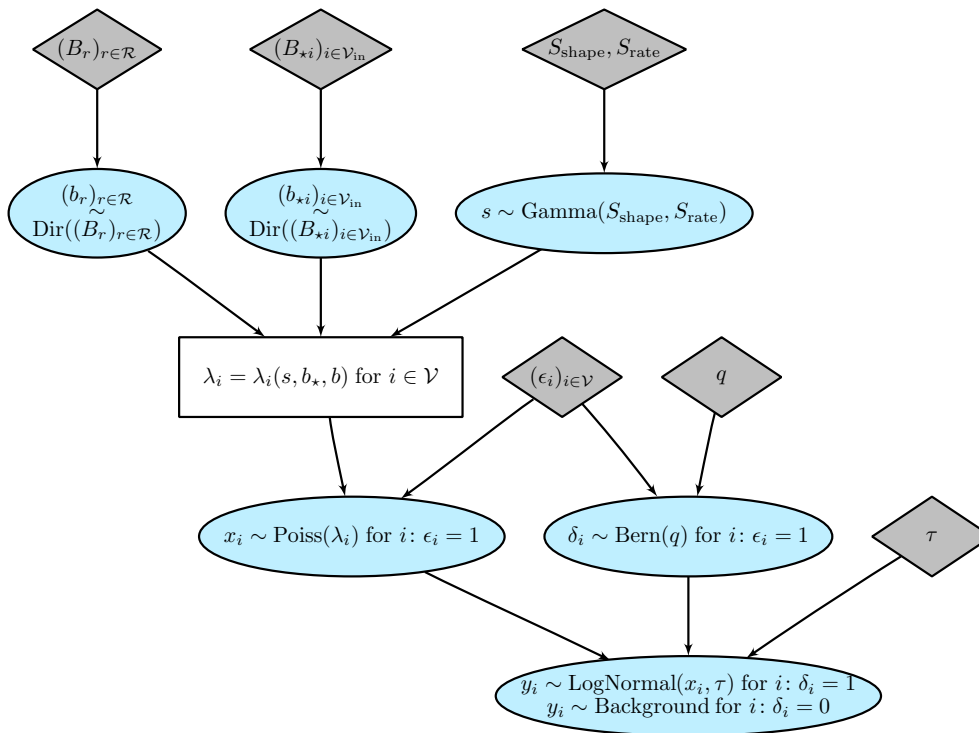 (B_r)_{r∈ℛ}
(B_{⋆i})_{i∈𝒱_in}
S_shape, S_rate
(b_r)_{r∈ℛ}
∼
Dir((B_r)_{r∈ℛ})
(b_{⋆i})_{i∈𝒱_in}
∼
Dir((B_{⋆i})_{i∈𝒱_in})
s ∼ Gamma(S_shape, S_rate)
λ_i = λ_i(s, b_⋆, b) for i ∈ 𝒱
(ϵ_i)_{i∈𝒱}
q
x_i ∼ Poiss(λ_i) for i: ϵ_i = 1
δ_i ∼ Bern(q) for i: ϵ_i = 1
τ
y_i ∼ LogNormal(x_i, τ) for i: δ_i = 1
y_i ∼ Background for i: δ_i = 0